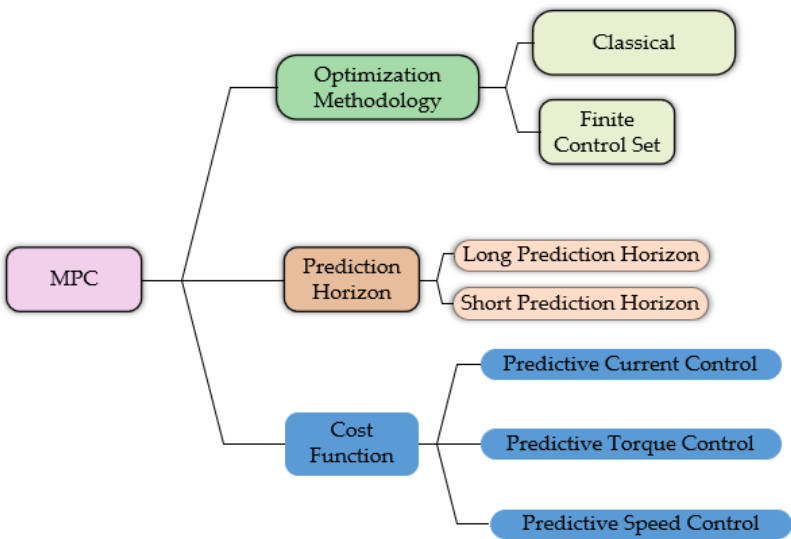 MPC
Optimization
Methodology
Classical
Finite
Control Set
Prediction
Horizon
Long Prediction Horizon
Short Prediction Horizon
Cost
Function
Predictive Current Control
Predictive Torque Control
Predictive Speed Control